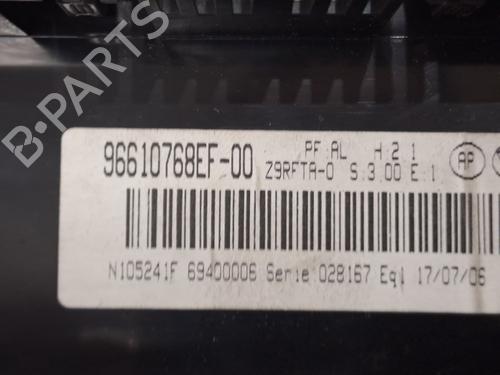 B-PARTS
96610768EF-00
PF:AL H:2 1
Z9RFTA-0 S:3.00 E:1
AP
N105241F 69400006 Serie 028167 Eq1 17/07/06